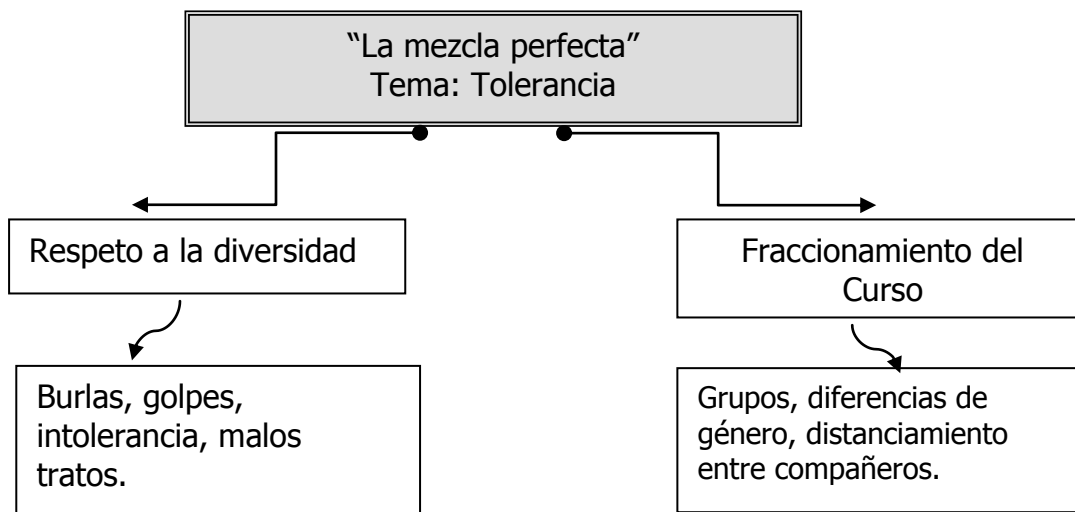 “La mezcla perfecta”
Tema: Tolerancia
Respeto a la diversidad
Fraccionamiento del
Curso
Burlas, golpes,
intolerancia, malos
tratos.
Grupos, diferencias de
género, distanciamiento
entre compañeros.